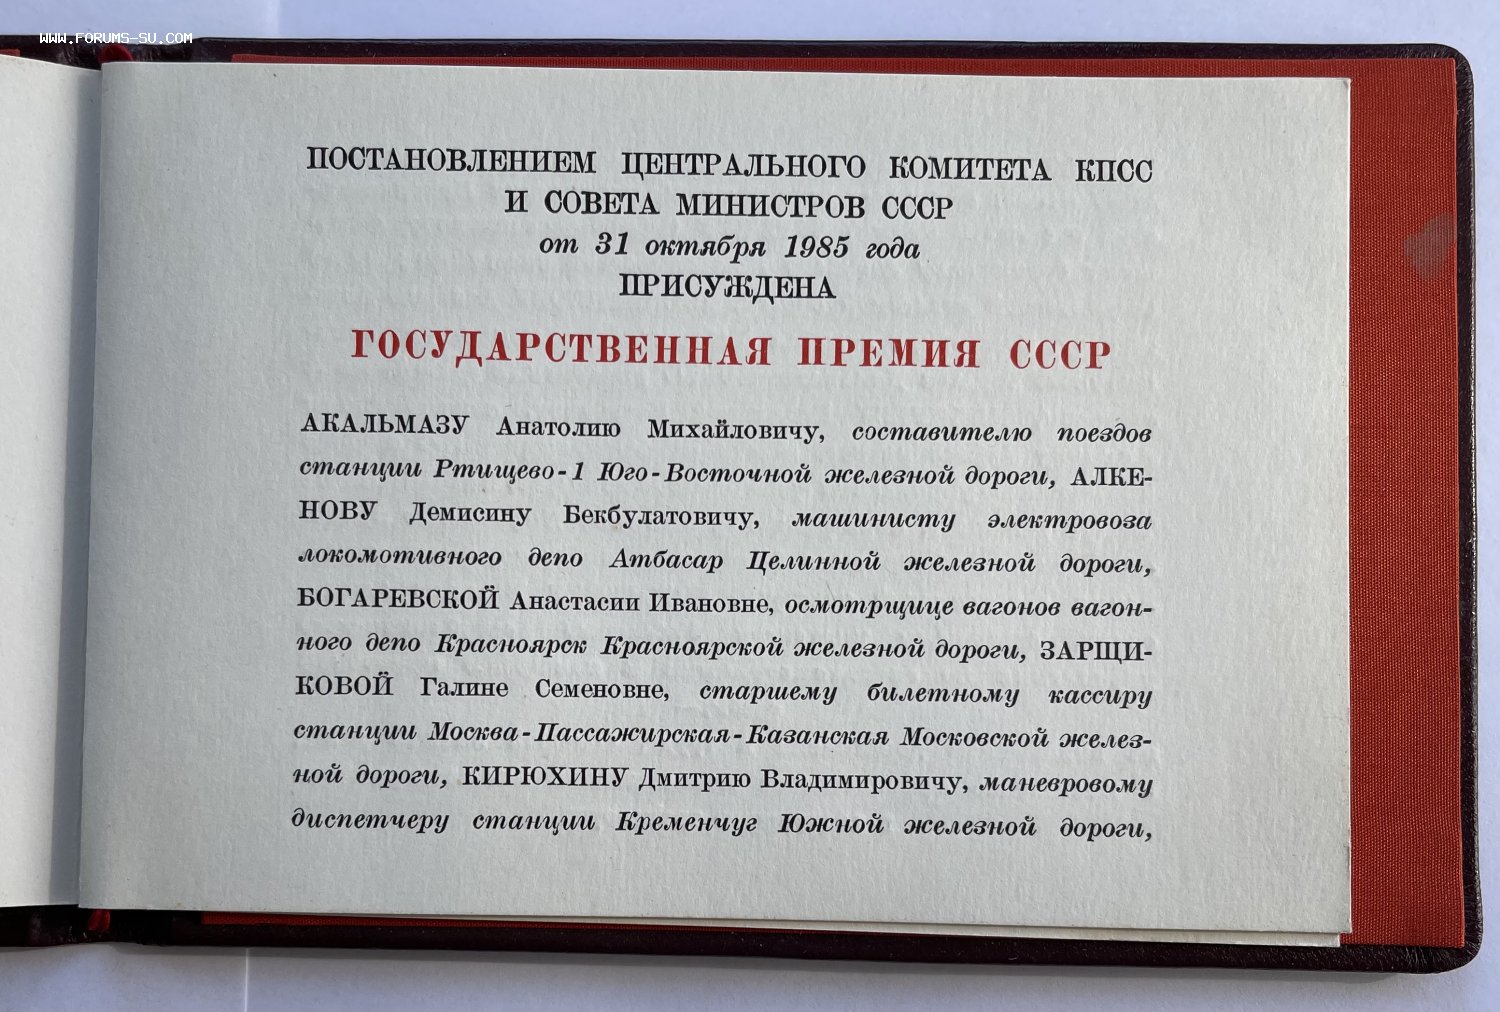 www.forums-su.com
ПОСТАНОВЛЕНИЕМ ЦЕНТРАЛЬНОГО КОМИТЕТА КПСС
И СОВЕТА МИНИСТРОВ СССР
от 31 октября 1985 года
ПРИСУЖДЕНА
ГОСУДАРСТВЕННАЯ ПРЕМИЯ СССР
АКАЛЬМАЗУ Анатолию Михайловичу, составителю поездов
станции Ртищево-1 Юго-Восточной железной дороги, АЛКЕ-
НОВУ Демисину Бекбулатовичу, машинисту электровоза
локомотивного депо Атбасар Целинной железной дороги,
БОГАРЕВСКОЙ Анастасии Ивановне, осмотрщице вагонов вагон-
ного депо Красноярск Красноярской железной дороги, ЗАРЩИ-
КОВОЙ Галине Семеновне, старшему билетному кассиру
станции Москва-Пассажирская-Казанская Московской желез-
ной дороги, КИРЮХИНУ Дмитрию Владимировичу, маневровому
диспетчеру станции Кременчуг Южной железной дороги,